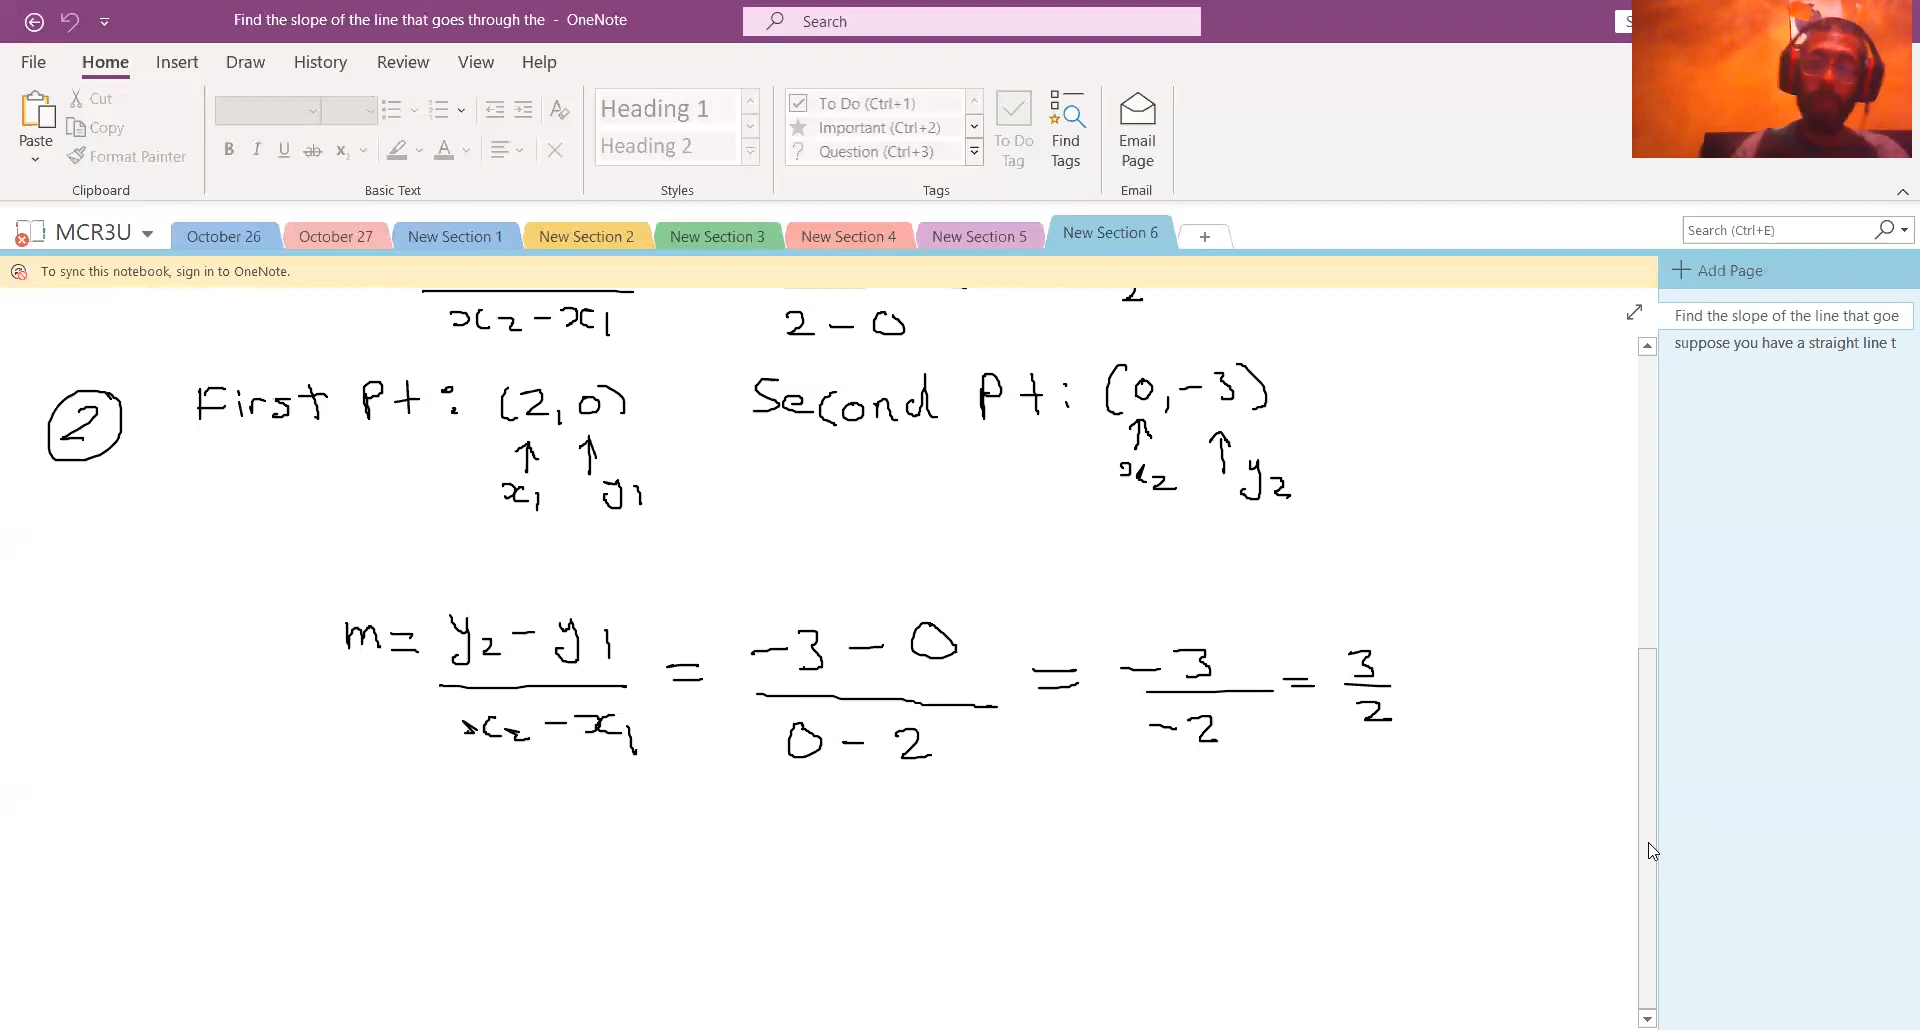 Find the slope of the line that goes through the - OneNote
Search
File Home Insert Draw History Review View Help
Paste
Cut
Copy
Format Painter
Clipboard
B I U ab x₂ A
Basic Text
Heading 1
Heading 2
Styles
To Do (Ctrl+1)
Important (Ctrl+2)
? Question (Ctrl+3)
To Do Tag
Find Tags
Tags
Email Page
Email
MCR3U October 26 October 27 New Section 1 New Section 2 New Section 3 New Section 4 New Section 5 New Section 6 +
Search (Ctrl+E)
To sync this notebook, sign in to OneNote.
Add Page
Find the slope of the line that goe
suppose you have a straight line t
x₂ - x₁ 2 - 0
2 First Pt: (2, 0) Second Pt: (0, -3)
x₁ y₁ x₂ y₂
m = y₂ - y₁ = -3 - 0 = -3 = 3
x₂ - x₁ 0 - 2 -2 2